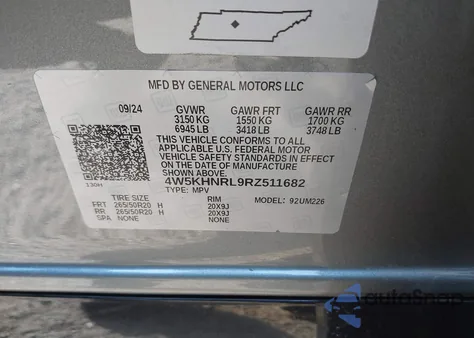 MFD BY GENERAL MOTORS LLC
09/24 GVWR GAWR FRT GAWR RR
3150 KG 1550 KG 1700 KG
6945 LB 3418 LB 3748 LB
THIS VEHICLE CONFORMS TO ALL
APPLICABLE U.S. FEDERAL MOTOR
VEHICLE SAFETY STANDARDS IN EFFECT
ON THE DATE OF MANUFACTURE
SHOWN ABOVE.
4W5KHNRL9RZ511682
TYPE: MPV
330H
TIRE SIZE RIM MODEL: 92UM226
FRT 265/50R20 H 20X9J
RR 265/50R20 H 20X9J
SPA NONE NONE
autoSnap